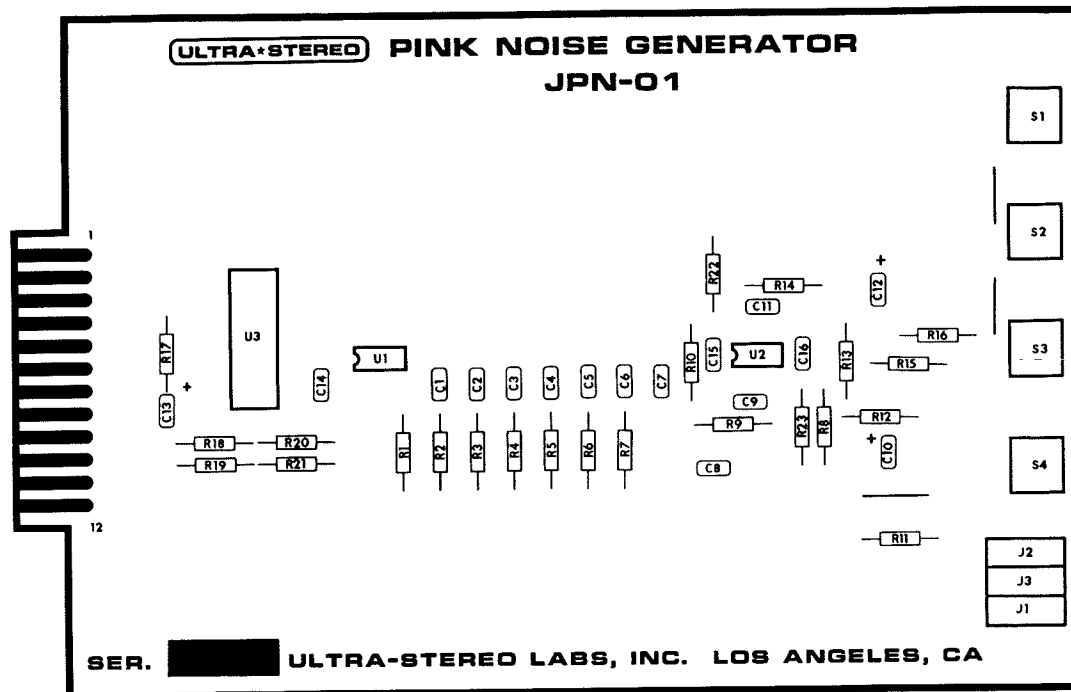 ULTRA★STEREO PINK NOISE GENERATOR
JPN-01
S1
S2
1
R22
R14
C12
C11
U3
R17
U1
R10
C15
U2
C16
R13
R16
S3
R15
C14
C1
C2
C3
C4
C5
C6
C7
+
C13
C9
R9
R23
R8
R12
+
C10
R18
R20
R19
R21
R1
R2
R3
R4
R5
R6
R7
C8
S4
12
R11
J2
J3
J1
+
SER. ULTRA-STEREO LABS, INC. LOS ANGELES, CA